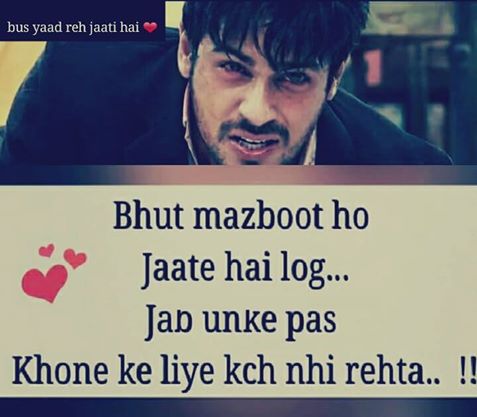 bus yaad reh jaati hai ❤
Bhut mazboot ho
Jaate hai log...
Jab unke pas
Khone ke liye kch nhi rehta.. !!